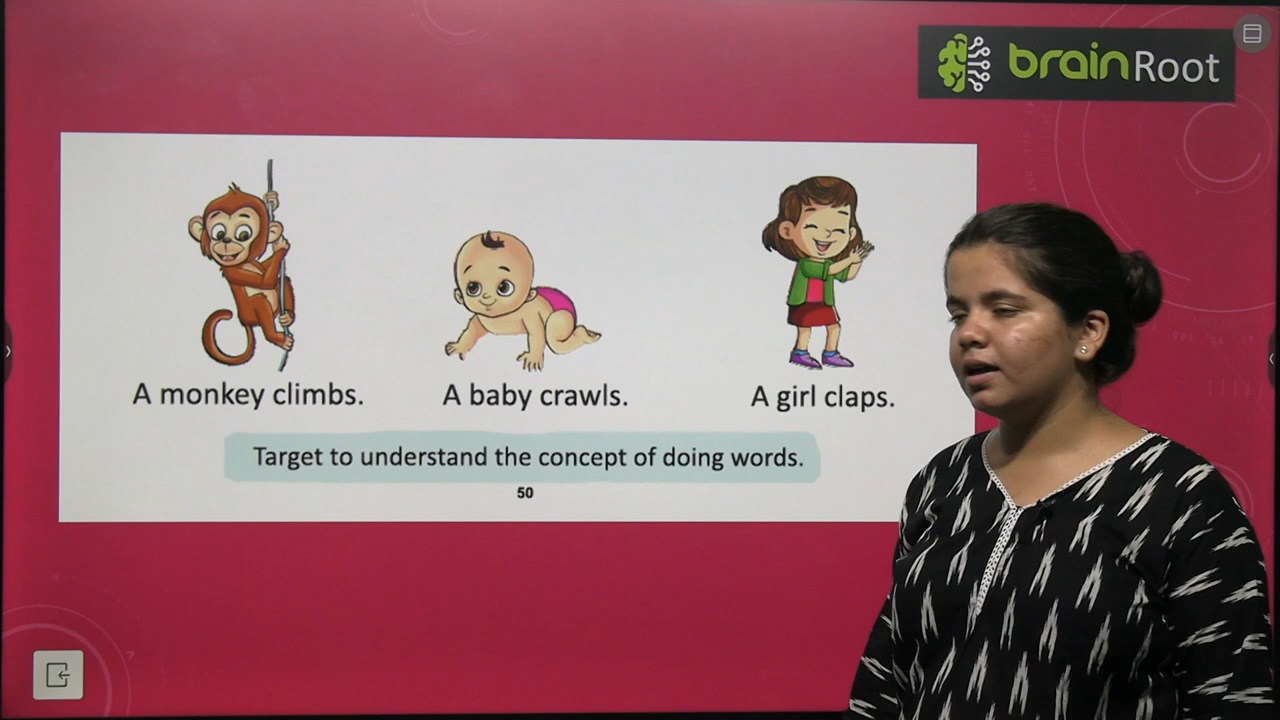 brainRoot
A monkey climbs.
A baby crawls.
A girl claps.
Target to understand the concept of doing words.
50